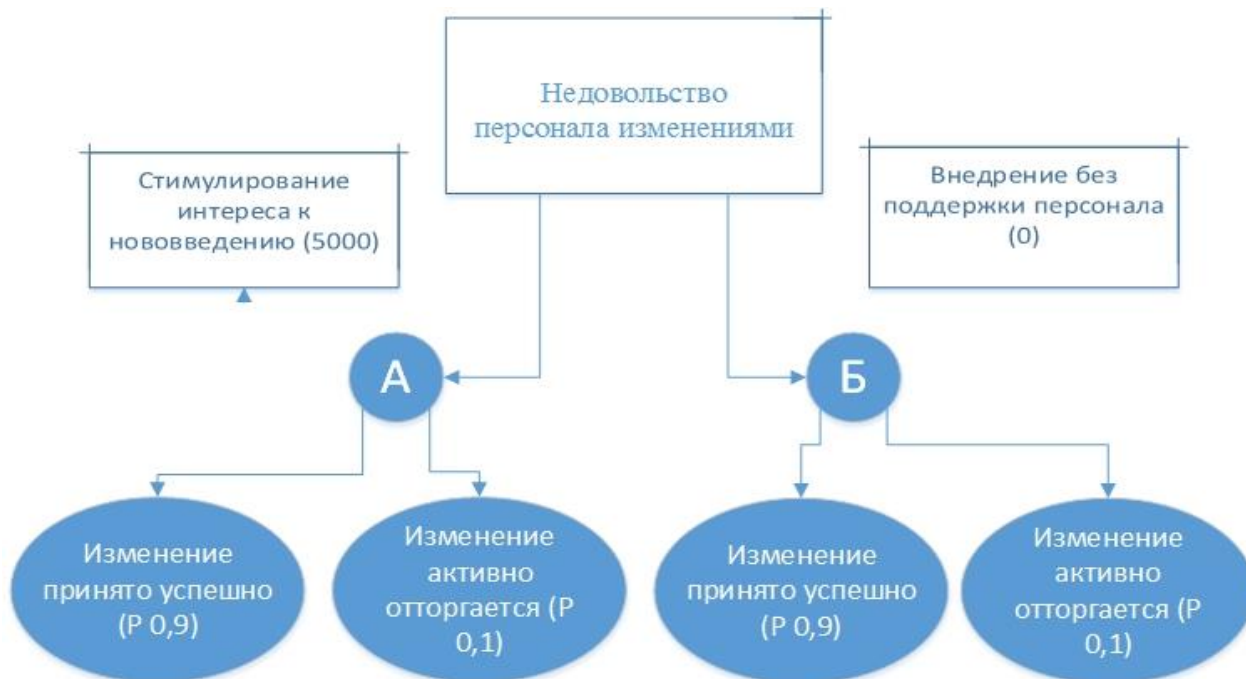 Недовольство
персонала изменениями
Стимулирование
интереса к
нововведению (5000)
Внедрение без
поддержки персонала
(0)
А
Б
Изменение
принято успешно
(Р 0,9)
Изменение
активно
отторгается (Р
0,1)
Изменение
принято успешно
(Р 0,9)
Изменение
активно
отторгается (Р
0,1)